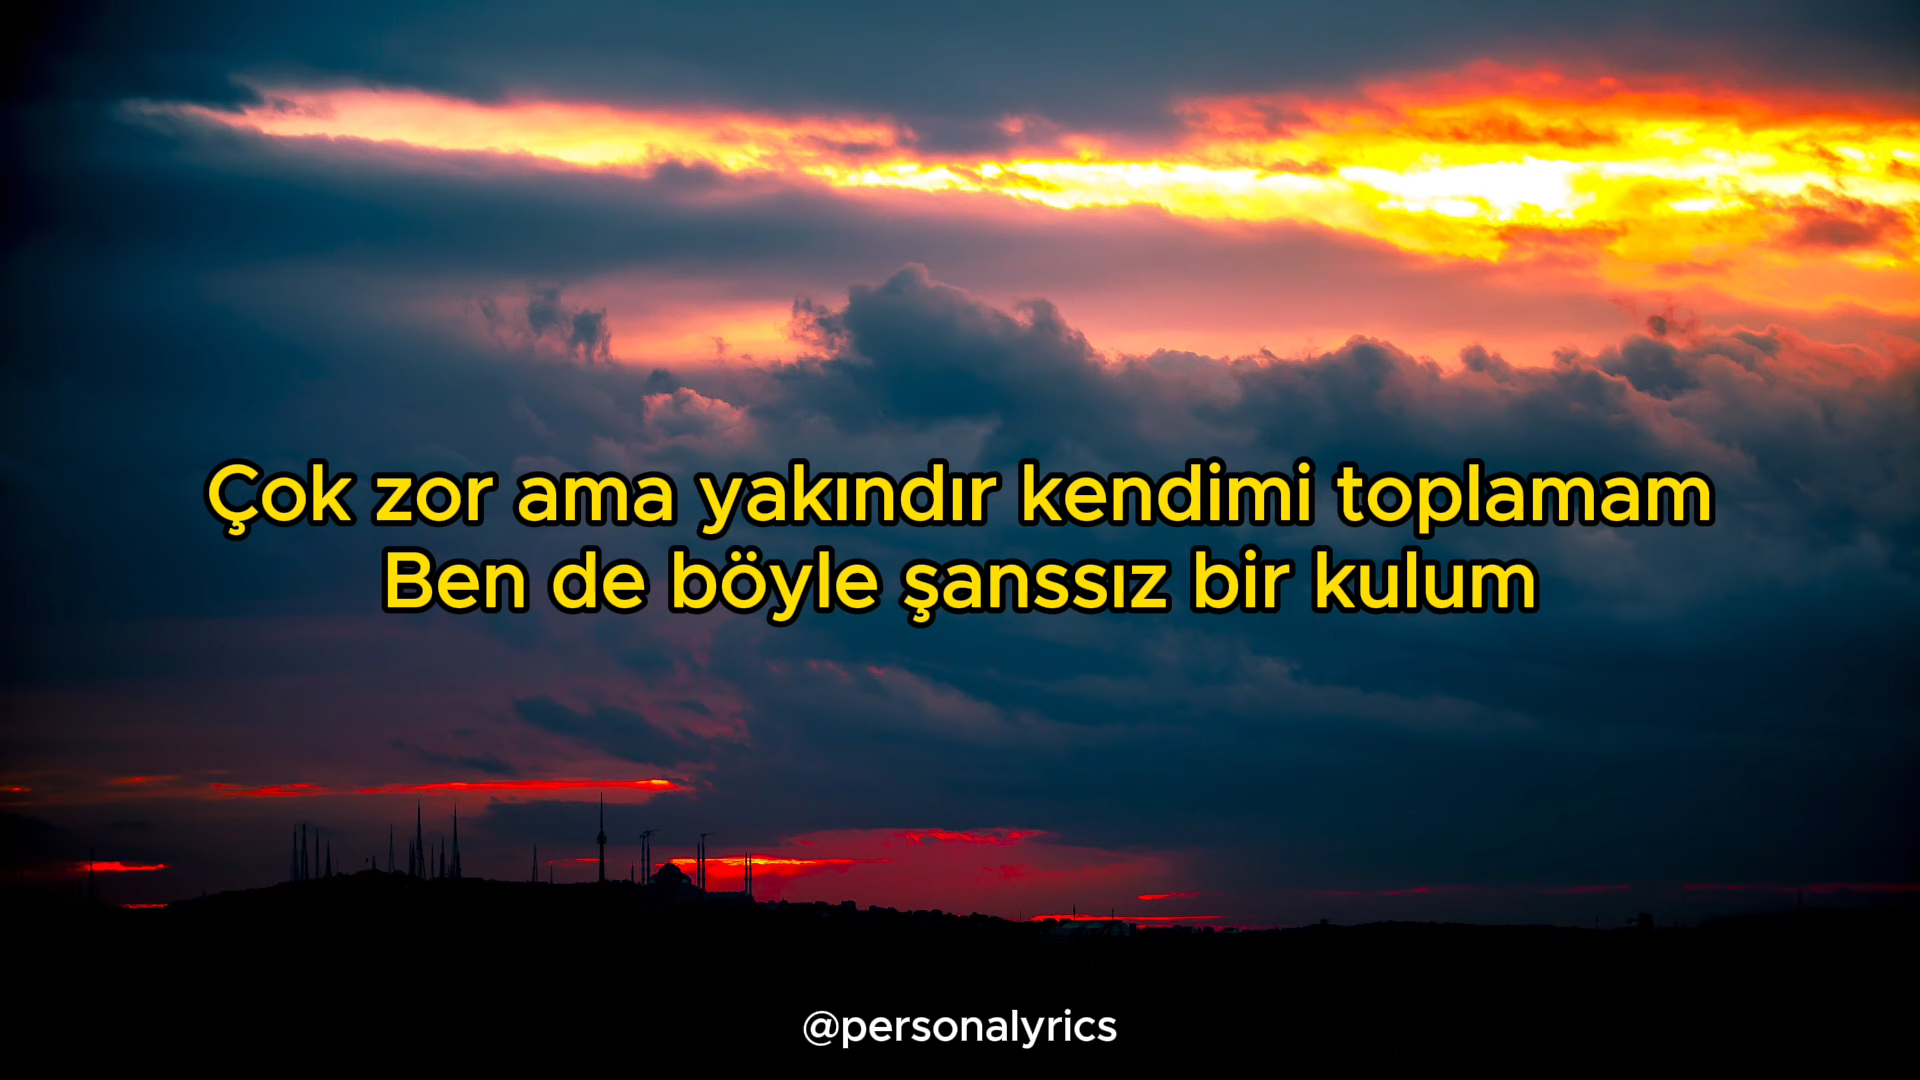 Çok zor ama yakındır kendimi toplamam
Ben de böyle şanssız bir kulum
@personalyrics